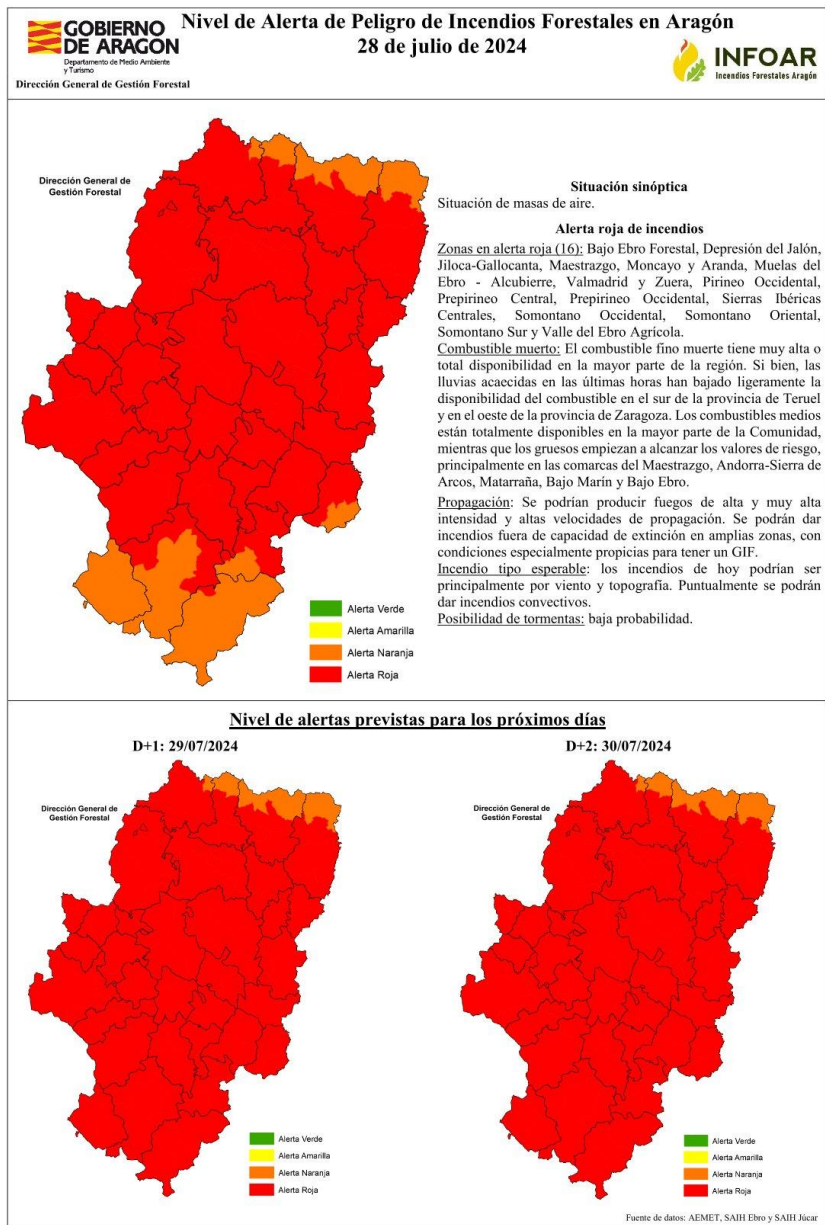 GOBIERNO
DE ARAGON
Departamento de Medio Ambiente
y Turismo
Dirección General de Gestión Forestal
Nivel de Alerta de Peligro de Incendios Forestales en Aragón
28 de julio de 2024
INFOAR
Incendios Forestales Aragón
Dirección General de
Gestión Forestal
Situación sinóptica
Situación de masas de aire.
Alerta roja de incendios
Zonas en alerta roja (16): Bajo Ebro Forestal, Depresión del Jalón,
Jiloca-Gallocanta, Maestrazgo, Moncayo y Aranda, Muelas del
Ebro - Alcubierre, Valmadrid y Zuera, Pirineo Occidental,
Prepirineo Central, Prepirineo Occidental, Sierras Ibéricas
Centrales, Somontano Occidental, Somontano Oriental,
Somontano Sur y Valle del Ebro Agrícola.
Combustible muerto: El combustible fino muerte tiene muy alta o
total disponibilidad en la mayor parte de la región. Si bien, las
lluvias acaecidas en las últimas horas han bajado ligeramente la
disponibilidad del combustible en el sur de la provincia de Teruel
y en el oeste de la provincia de Zaragoza. Los combustibles medios
están totalmente disponibles en la mayor parte de la Comunidad,
mientras que los gruesos empiezan a alcanzar los valores de riesgo,
principalmente en las comarcas del Maestrazgo, Andorra-Sierra de
Arcos, Matarraña, Bajo Marín y Bajo Ebro.
Propagación: Se podrían producir fuegos de alta y muy alta
intensidad y altas velocidades de propagación. Se podrán dar
incendios fuera de capacidad de extinción en amplias zonas, con
condiciones especialmente propicias para tener un GIF.
Incendio tipo esperable: los incendios de hoy podrían ser
principalmente por viento y topografía. Puntualmente se podrán
dar incendios convectivos.
Posibilidad de tormentas: baja probabilidad.
Alerta Verde
Alerta Amarilla
Alerta Naranja
Alerta Roja
Nivel de alertas previstas para los próximos días
D+1: 29/07/2024
Dirección General de
Gestión Forestal
Alerta Verde
Alerta Amarilla
Alerta Naranja
Alerta Roja
D+2: 30/07/2024
Dirección General de
Gestión Forestal
Alerta Verde
Alerta Amarilla
Alerta Naranja
Alerta Roja
Fuente de datos: AEMET, SAIH Ebro y SAIH Júcar